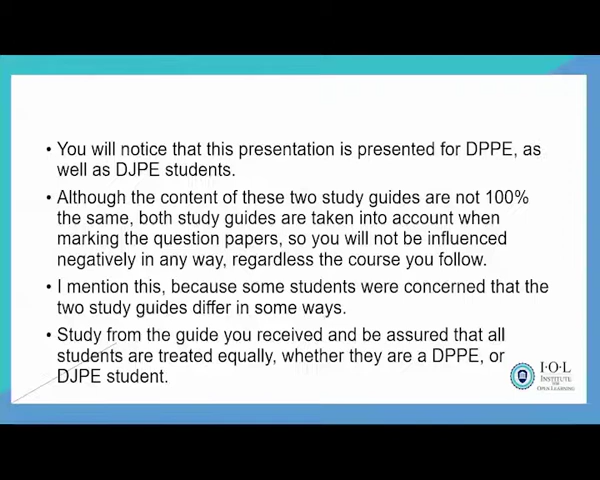 • You will notice that this presentation is presented for DPPE, as
well as DJPE students.
• Although the content of these two study guides are not 100%
the same, both study guides are taken into account when
marking the question papers, so you will not be influenced
negatively in any way, regardless the course you follow.
• I mention this, because some students were concerned that the
two study guides differ in some ways.
• Study from the guide you received and be assured that all
students are treated equally, whether they are a DPPE, or
DJPE student.
I·O·L
INSTITUTE
FOR
OPEN LEARNING